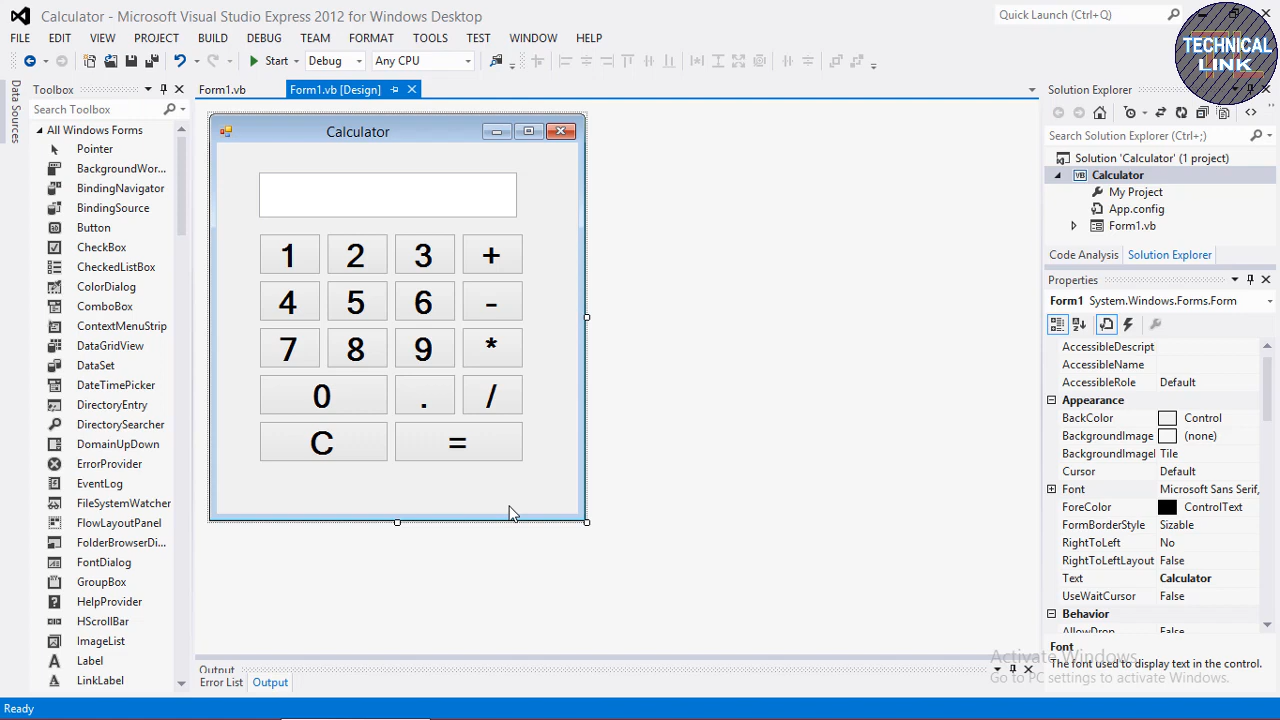 Calculator - Microsoft Visual Studio Express 2012 for Windows Desktop
Quick Launch (Ctrl+Q)
FILE EDIT VIEW PROJECT BUILD DEBUG TEAM FORMAT TOOLS TEST WINDOW HELP
TECHNICAL
LINK
Start Debug Any CPU
Data Sources
Toolbox
Search Toolbox
All Windows Forms
Pointer
BackgroundWor...
BindingNavigator
BindingSource
Button
CheckBox
CheckedListBox
ColorDialog
ComboBox
ContextMenuStrip
DataGridView
DataSet
DateTimePicker
DirectoryEntry
DirectorySearcher
DomainUpDown
ErrorProvider
EventLog
FileSystemWatcher
FlowLayoutPanel
FolderBrowserDi...
FontDialog
GroupBox
HelpProvider
HScrollBar
ImageList
Label
LinkLabel
Form1.vb Form1.vb [Design]
Calculator
1 2 3 +
4 5 6 -
7 8 9 *
0 . /
C =
Output
Error List Output
Solution Explorer
Search Solution Explorer (Ctrl+;)
Solution 'Calculator' (1 project)
VB Calculator
My Project
App.config
Form1.vb
Code Analysis Solution Explorer
Properties
Form1 System.Windows.Forms.Form
AccessibleDescript
AccessibleName
AccessibleRole Default
Appearance
BackColor Control
BackgroundImage (none)
BackgroundImagel Tile
Cursor Default
Font Microsoft Sans Serif,
ForeColor ControlText
FormBorderStyle Sizable
RightToLeft No
RightToLeftLayout False
Text Calculator
UseWaitCursor False
Behavior
AllowDrop False
Font
The font used to display text in the control.
Activate Windows
Go to PC settings to activate Windows.
Ready